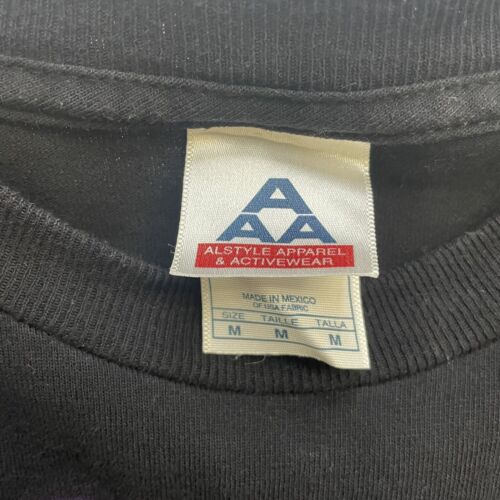 A
A A
ALSTYLE APPAREL
& ACTIVEWEAR
MADE IN MEXICO
OF USA FABRIC
SIZE TAILLE TALLA
M M M